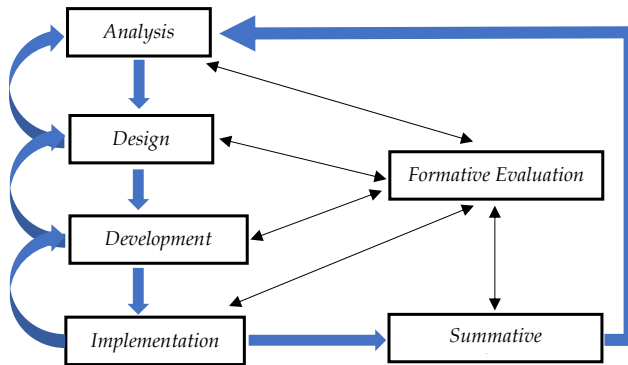 Analysis
Design
Formative Evaluation
Development
Implementation
Summative